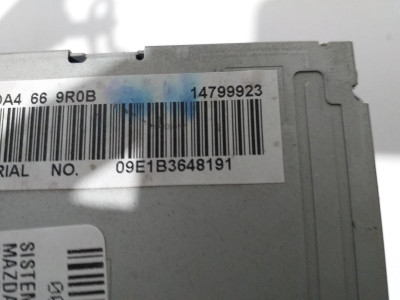 DA4 66 9R0B 14799923
RIAL NO. 09E1B3648191
SISTEM
MAZDA